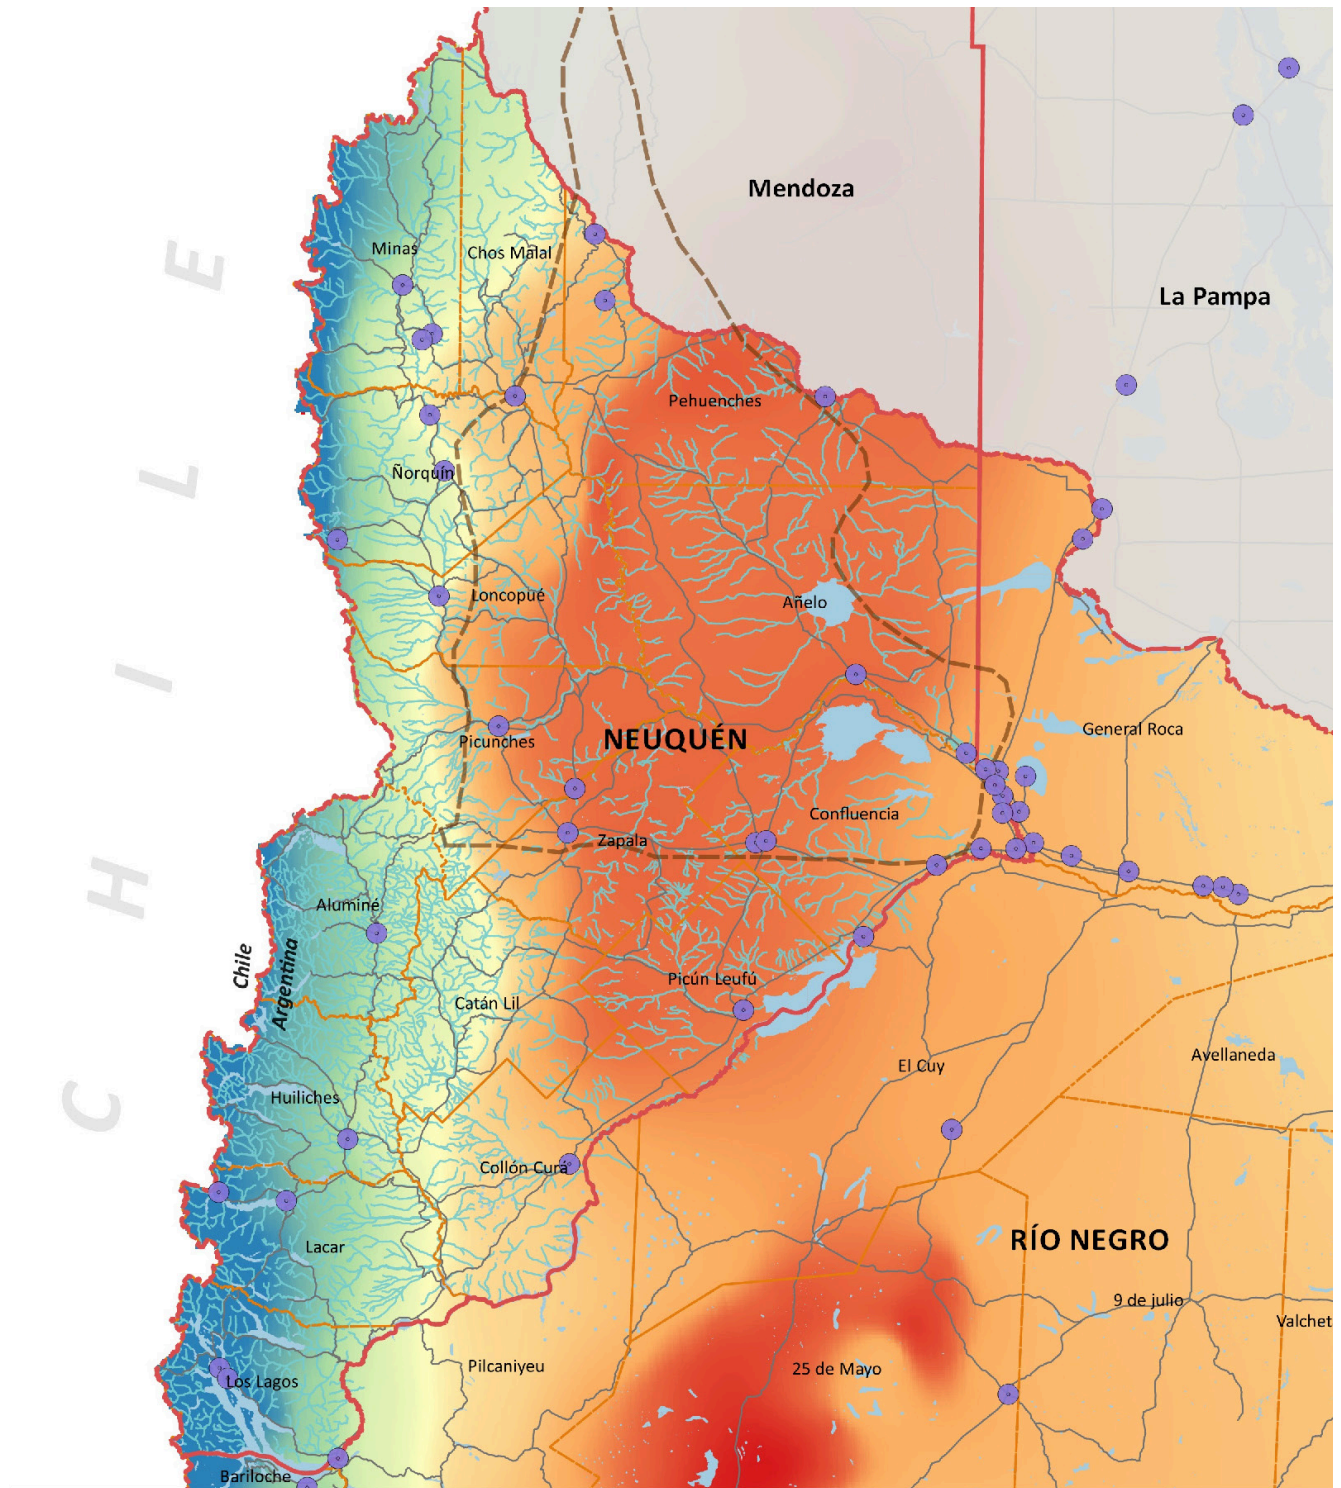 Mendoza
La Pampa
Minas
Chos Malal
Pehuenches
Ñorquín
Loncopué
Añelo
General Roca
NEUQUÉN
Picunches
Confluencia
Zapala
Aluminé
Chile
Argentina
CHILE
Picún Leufú
Catán Lil
Avellaneda
El Cuy
Huiliches
Collón Curá
RÍO NEGRO
Lacar
9 de julio
Valchet
Pilcaniyeu
25 de Mayo
Los Lagos
Bariloche